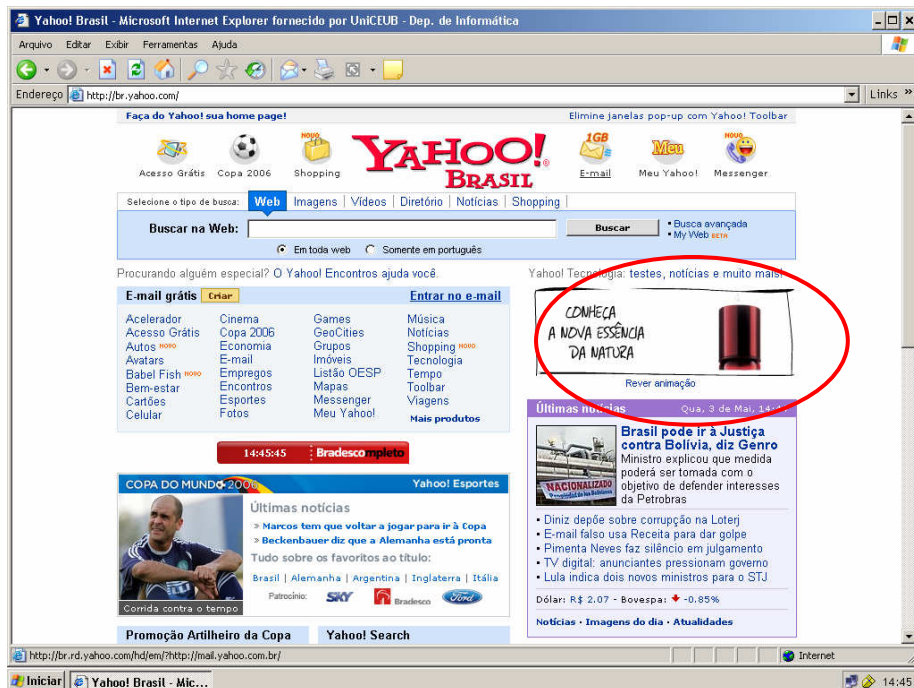 Yahoo! Brasil - Microsoft Internet Explorer fornecido por UniCEUB - Dep. de Informática
Arquivo Editar Exibir Ferramentas Ajuda
Endereço http://br.yahoo.com/ Links »
Faça do Yahoo! sua home page! Elimine janelas pop-up com Yahoo! Toolbar
NOVO 1GB Meu NOVO
YAHOO! BRASIL
Acesso Grátis Copa 2006 Shopping E-mail Meu Yahoo! Messenger
Selecione o tipo de busca: Web Imagens | Vídeos | Diretório | Notícias | Shopping |
Buscar na Web: Buscar • Busca avançada
• My Web BETA
Em toda web Somente em português
Procurando alguém especial? O Yahoo! Encontros ajuda você.
E-mail grátis Criar Entrar no e-mail
Acelerador
Acesso Grátis
Autos NOVO
Avatars
Babel Fish NOVO
Bem-estar
Cartões
Celular
Cinema
Copa 2006
Economia
E-mail
Empregos
Encontros
Esportes
Fotos
Games
GeoCities
Grupos
Imóveis
Listão OESP
Mapas
Messenger
Meu Yahoo!
Música
Notícias
Shopping NOVO
Tecnologia
Tempo
Toolbar
Viagens
Mais produtos
14:45:45 Bradescompleto
COPA DO MUNDO 2006 Yahoo! Esportes
Últimas notícias
» Marcos tem que voltar a jogar para ir à Copa
» Beckenbauer diz que a Alemanha está pronta
Tudo sobre os favoritos ao título:
Brasil | Alemanha | Argentina | Inglaterra | Itália
Patrocínio: SKY Bradesco Ford
Corrida contra o tempo
Promoção Artilheiro da Copa Yahoo! Search
Yahoo! Tecnologia: testes, notícias e muito mais!
CONHEÇA
A NOVA ESSÊNCIA
DA NATURA
Rever animação
Últimas notícias Qua, 3 de Mai, 14:4
Brasil pode ir à Justiça
contra Bolívia, diz Genro
Ministro explicou que medida
poderá ser tomada com o
objetivo de defender interesses
da Petrobras
NACIONALIZADO
• Diniz depõe sobre corrupção na Loterj
• E-mail falso usa Receita para dar golpe
• Pimenta Neves faz silêncio em julgamento
• TV digital: anunciantes pressionam governo
• Lula indica dois novos ministros para o STJ
Dólar: R$ 2.07 - Bovespa: -0.85%
Notícias · Imagens do dia · Atualidades
http://br.rd.yahoo.com/hd/em/?http://mail.yahoo.com.br/ Internet
Iniciar Yahoo! Brasil - Mic... 14:45